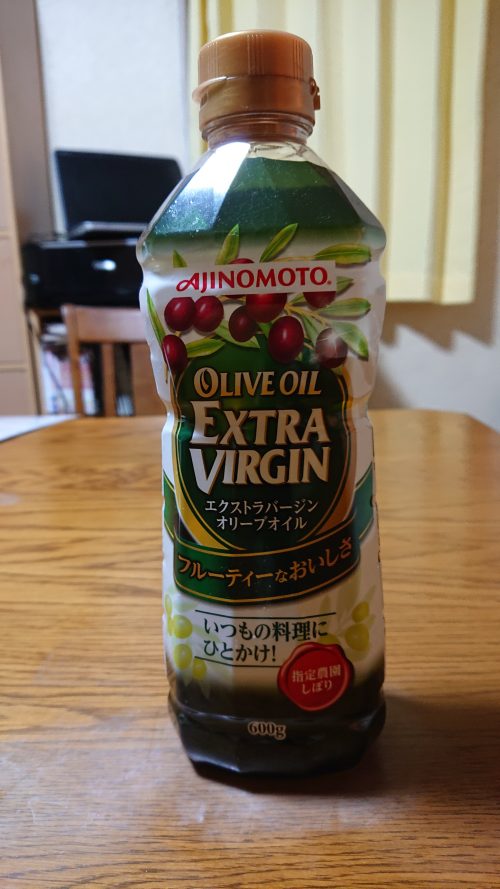 AJINOMOTO®
OLIVE OIL
EXTRA
VIRGIN
エクストラバージン
オリーブオイル
フルーティーなおいしさ
いつもの料理に
ひとかけ!
指定農園
しぼり
600g